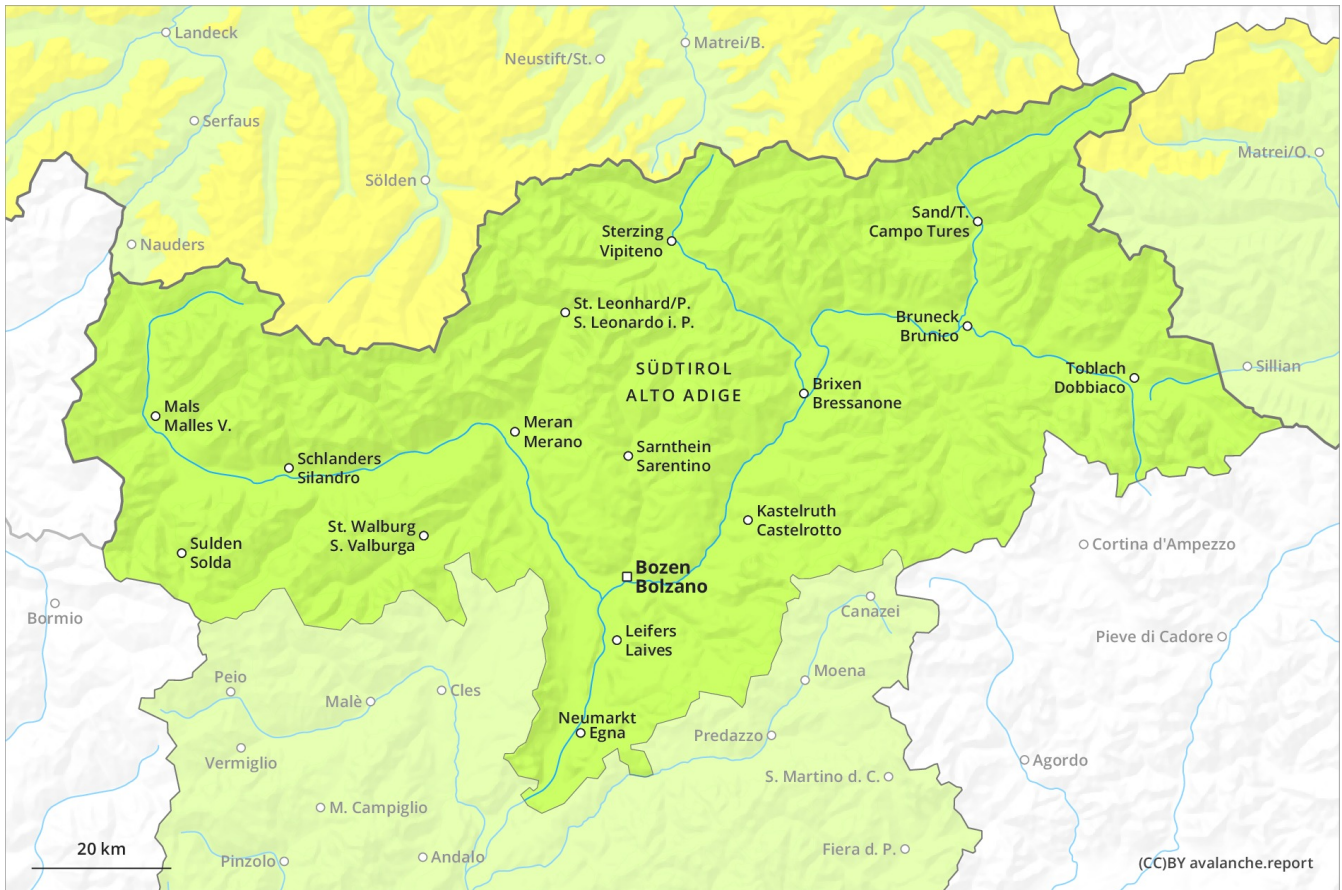 Landeck
Matrei/B.
Neustift/St.
Serfaus
Matrei/O.
Sölden
Sand/T.
Campo Tures
Sterzing
Vipiteno
Nauders
St. Leonhard/P.
S. Leonardo i. P.
Bruneck
Brunico
SÜDTIROL
ALTO ADIGE
Toblach
Dobbiaco
Sillian
Brixen
Bressanone
Mals
Malles V.
Meran
Merano
Sarnthein
Sarentino
Schlanders
Silandro
Kastelruth
Castelrotto
St. Walburg
S. Valburga
Sulden
Solda
Cortina d'Ampezzo
Bozen
Bolzano
Bormio
Canazei
Leifers
Laives
Pieve di Cadore
Moena
Peio
Malè
Cles
Neumarkt
Egna
Predazzo
Vermiglio
Agordo
S. Martino d. C.
M. Campiglio
20 km
Pinzolo
Andalo
Fiera d. P.
(CC)BY avalanche.report